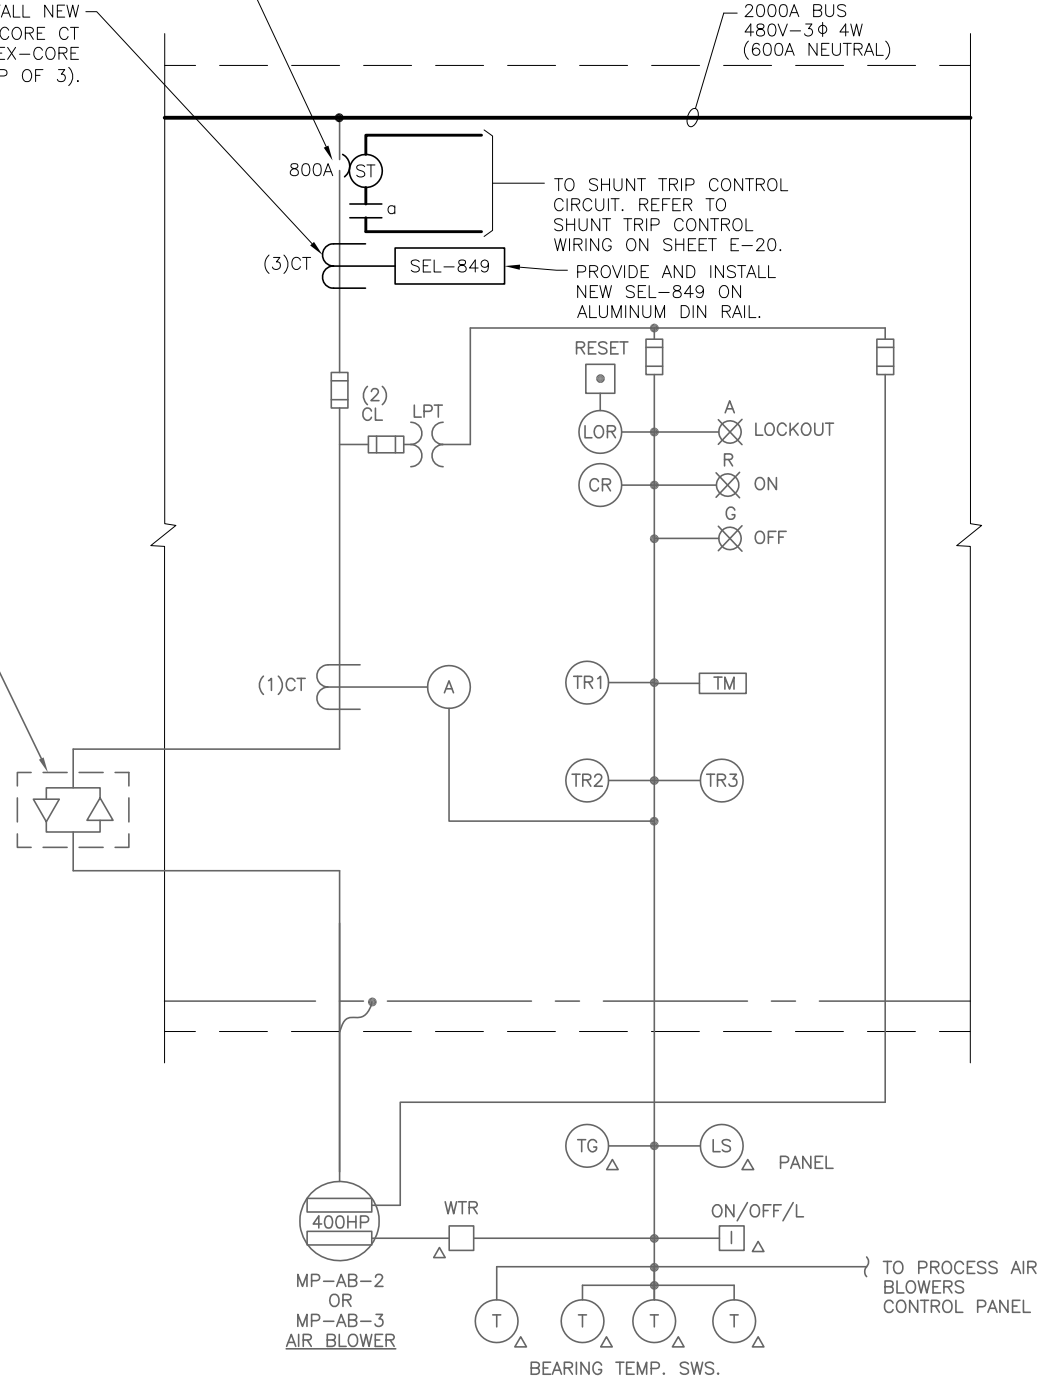 ALL NEW
CORE CT
EX-CORE
P OF 3).
2000A BUS
480V-3Φ 4W
(600A NEUTRAL)
800A
ST
a
TO SHUNT TRIP CONTROL
CIRCUIT. REFER TO
SHUNT TRIP CONTROL
WIRING ON SHEET E-20.
(3)CT
SEL-849
PROVIDE AND INSTALL
NEW SEL-849 ON
ALUMINUM DIN RAIL.
RESET
(2)
CL
LPT
LOR
A
LOCKOUT
CR
R
ON
G
OFF
(1)CT
A
TR1
TM
TR2
TR3
TG
LS
PANEL
400HP
WTR
ON/OFF/L
I
MP-AB-2
OR
MP-AB-3
AIR BLOWER
T
T
T
T
BEARING TEMP. SWS.
TO PROCESS AIR
BLOWERS
CONTROL PANEL